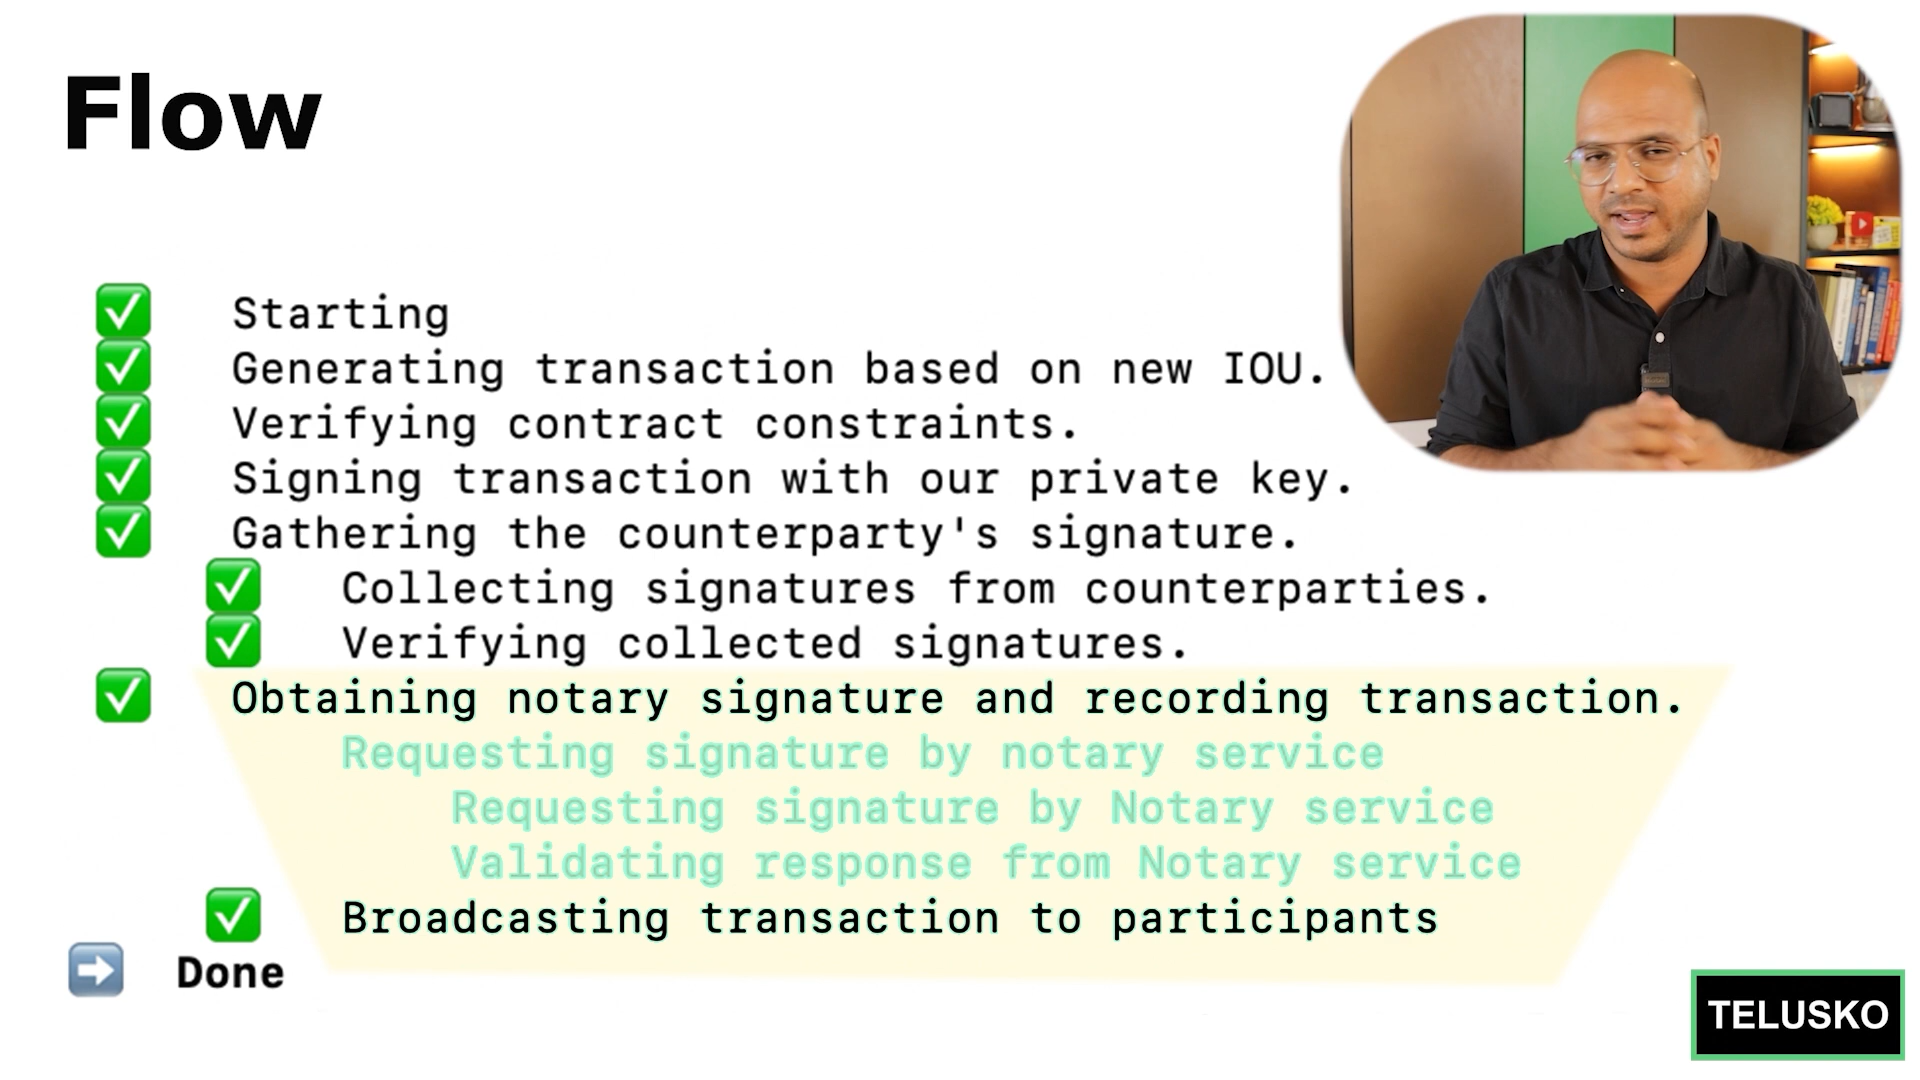 Flow
Starting
Generating transaction based on new IOU.
Verifying contract constraints.
Signing transaction with our private key.
Gathering the counterparty's signature.
Collecting signatures from counterparties.
Verifying collected signatures.
Obtaining notary signature and recording transaction.
Requesting signature by notary service
Requesting signature by Notary service
Validating response from Notary service
Broadcasting transaction to participants
Done
TELUSKO